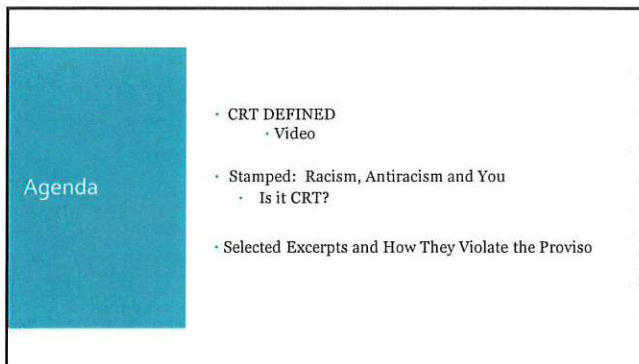 Agenda
• CRT DEFINED
• Video
• Stamped: Racism, Antiracism and You
• Is it CRT?
• Selected Excerpts and How They Violate the Proviso